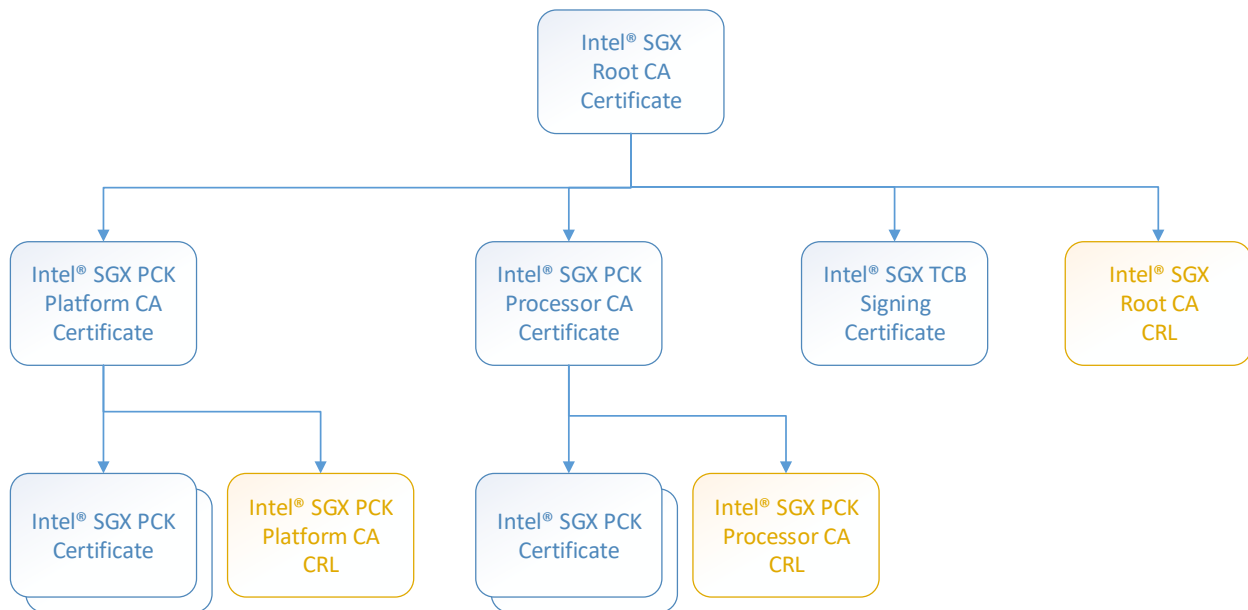 Intel® SGX
Root CA
Certificate
Intel® SGX PCK
Platform CA
Certificate
Intel® SGX PCK
Processor CA
Certificate
Intel® SGX TCB
Signing
Certificate
Intel® SGX
Root CA
CRL
Intel® SGX PCK
Certificate
Intel® SGX PCK
Platform CA
CRL
Intel® SGX PCK
Certificate
Intel® SGX PCK
Processor CA
CRL